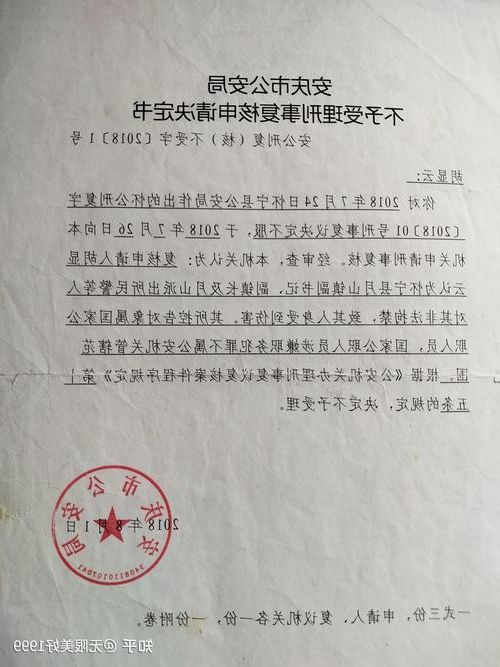 安庆市公安局
不予受理刑事复核申请决定书
安公刑复（核）不受字〔2018〕1号
胡显云：
你对 2018年7月24日怀宁县公安局作出的怀公刑复字
〔2018〕01号刑事复议决定不服，于 2018年7月26日向本
机关申请刑事复核。经审查，本机关认为：复核申请人胡显
云认为怀宁县月山镇副书记，副镇长及月山派出所民警等人
对其非法拘禁，致其人身受到伤害。其所控告对象属国家公
职人员，国家公职人员涉嫌职务犯罪不属公安机关管辖范
围。根据《公安机关办理刑事复议复核案件程序规定》第十
五条的规定，决定不予受理。
安庆市公安局
3408110107041
2018年8月1日
一式三份，申请人、复议机关各一份，一份附卷。
知乎 @无限美好1999